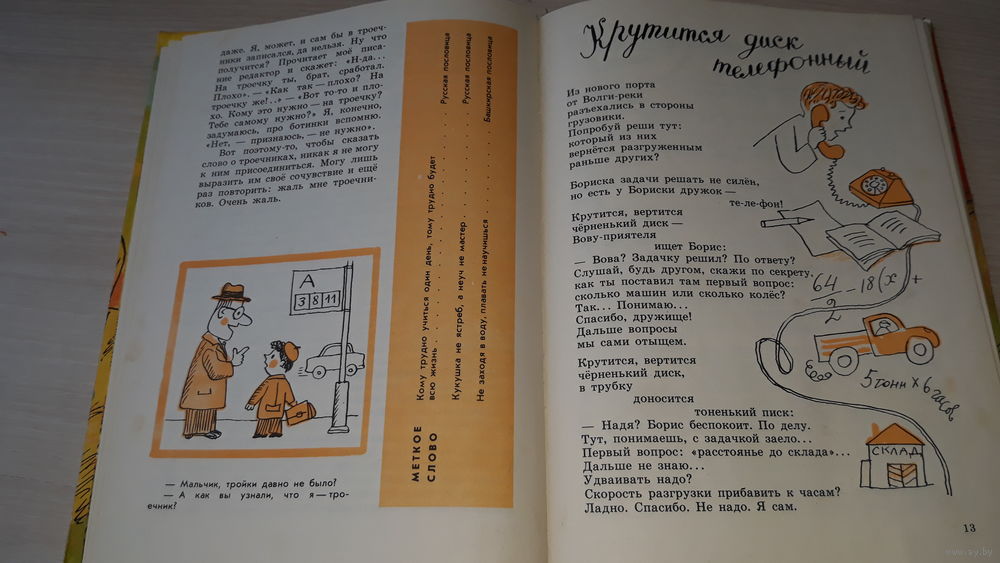 даже. Я, может, и сам бы в троеч-
ники записался, да нельзя. Ну что
получится? Прочитает моё писа-
ние редактор и скажет: «Н-да...
На троечку ты, брат, сработал.
Плохо». — «Как так — плохо? На
троечку же!..» — «Вот то-то и пло-
хо. Кому это нужно — на троечку?
Тебе самому нужно?» Я, конечно,
задумаюсь, про ботинки вспомню.
«Нет, — признаюсь, — не нужно».
Вот поэтому-то, чтобы сказать
слово о троечниках, никак я не могу
к ним присоединиться. Могу лишь
выразить им своё сочувствие и ещё
раз повторить: жаль мне троечни-
ков. Очень жаль.
А
3 8 11
— Мальчик, тройки давно не было?
— А как вы узнали, что я — тро-
ечник?
МЕТКОЕ
СЛОВО
Кому трудно учиться один день, тому трудно будет
всю жизнь . . . . . . . . . . Русская пословица
Кукушка не ястреб, а неуч не мастер . . . . . . . Русская пословица
Не заходя в воду, плавать не научишься . . . . . . . Башкирская пословица
Крутится диск
телефонный
Из нового порта
от Волги-реки
разъехались в стороны
грузовики.
Попробуй реши тут:
который из них
вернётся разгруженным
раньше других?
Бориска задачи решать не силён,
но есть у Бориски дружок —
те-ле-фон!
Крутится, вертится
чёрненький диск —
Вову-приятеля
ищет Борис:
— Вова? Задачку решил? По ответу?
Слушай, будь другом, скажи по секрету,
как ты поставил там первый вопрос:
сколько машин или сколько колёс?
Так... Понимаю...
Спасибо, дружище!
Дальше вопросы
мы сами отыщем.
Крутится, вертится
чёрненький диск,
в трубку
доносится
тоненький писк:
— Надя? Борис беспокоит. По делу.
Тут, понимаешь, с задачкой заело...
Первый вопрос: «расстоянье до склада»...
Дальше не знаю...
Удваивать надо?
Скорость разгрузки прибавить к часам?
Ладно. Спасибо. Не надо. Я сам.
64/2 - 18(x +
5 тонн x 6 часов
СКЛАД
13
www.ay.by